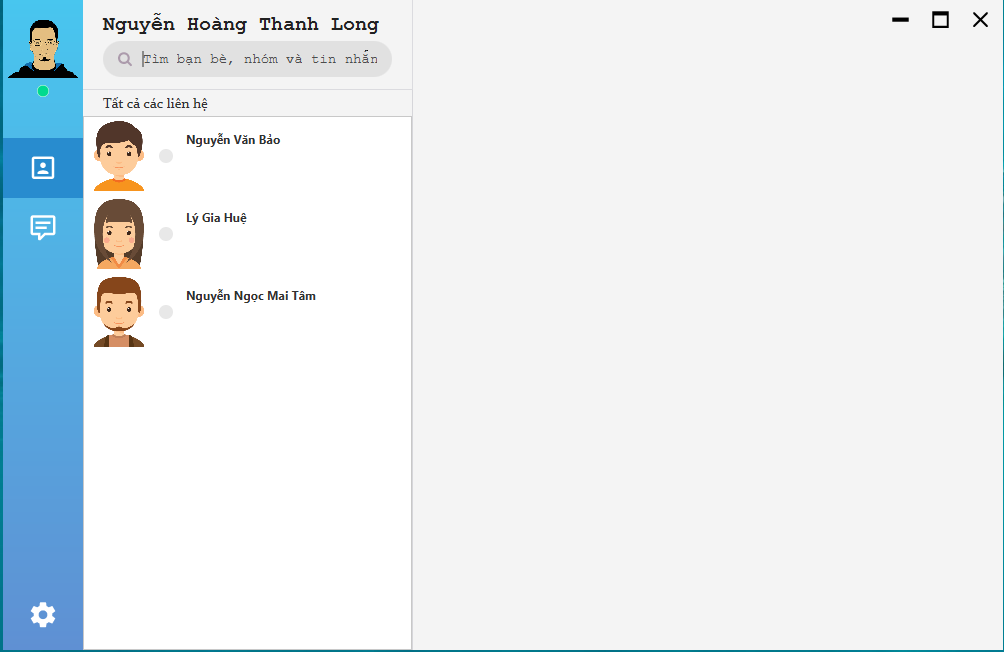 Nguyễn Hoàng Thanh Long
Tìm bạn bè, nhóm và tin nhắn
Tất cả các liên hệ
Nguyễn Văn Bảo
Lý Gia Huệ
Nguyễn Ngọc Mai Tâm